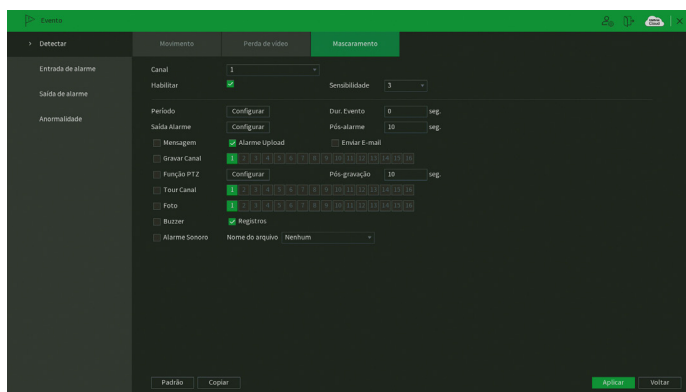 Evento
Detectar
Movimento Perda de vídeo Mascaramento
Entrada de alarme
Saída de alarme
Anormalidade
Canal 1
Habilitar Sensibilidade 3
Período Configurar Dur. Evento 0 seg.
Saída Alarme Configurar Pós-alarme 10 seg.
Mensagem Alarme Upload Enviar E-mail
Gravar Canal 1 2 3 4 5 6 7 8 9 10 11 12 13 14 15 16
Função PTZ Configurar Pós-gravação 10 seg.
Tour Canal 1 2 3 4 5 6 7 8 9 10 11 12 13 14 15 16
Foto 1 2 3 4 5 6 7 8 9 10 11 12 13 14 15 16
Buzzer Registros
Alarme Sonoro Nome do arquivo Nenhum
Padrão Copiar Aplicar Voltar